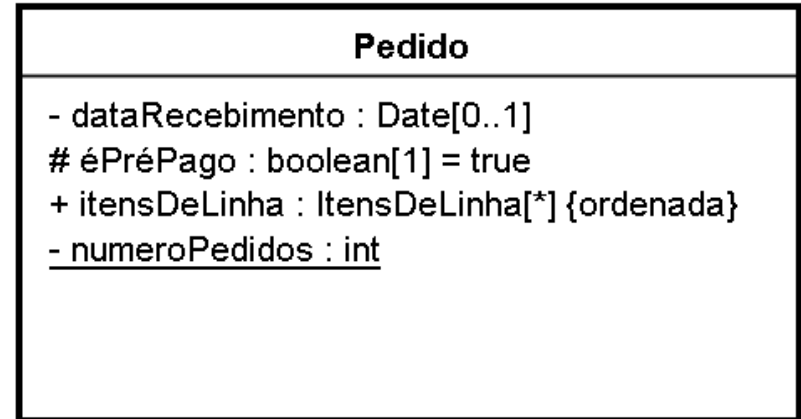 Pedido
- dataRecebimento : Date[0..1]
# éPréPago : boolean[1] = true
+ itensDeLinha : ItensDeLinha[*] {ordenada}
- numeroPedidos : int